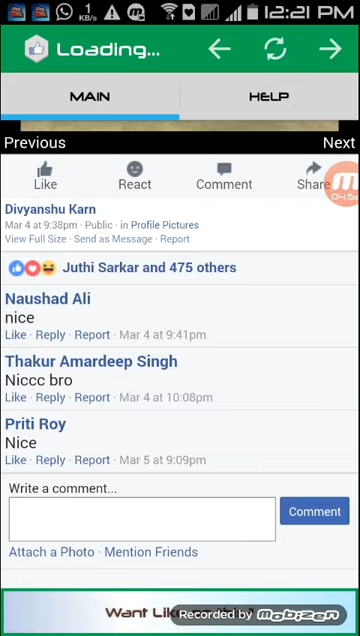 1
KB/s
12:21 PM
Loading...
MAIN
HELP
Previous
Next
Like
React
Comment
Share
04:5
Divyanshu Karn
Mar 4 at 9:38pm · Public · in Profile Pictures
View Full Size · Send as Message · Report
Juthi Sarkar and 475 others
Naushad Ali
nice
Like · Reply · Report · Mar 4 at 9:41pm
Thakur Amardeep Singh
Niccc bro
Like · Reply · Report · Mar 4 at 10:08pm
Priti Roy
Nice
Like · Reply · Report · Mar 5 at 9:09pm
Write a comment...
Comment
Attach a Photo · Mention Friends
Want Like
Recorded by mobizen